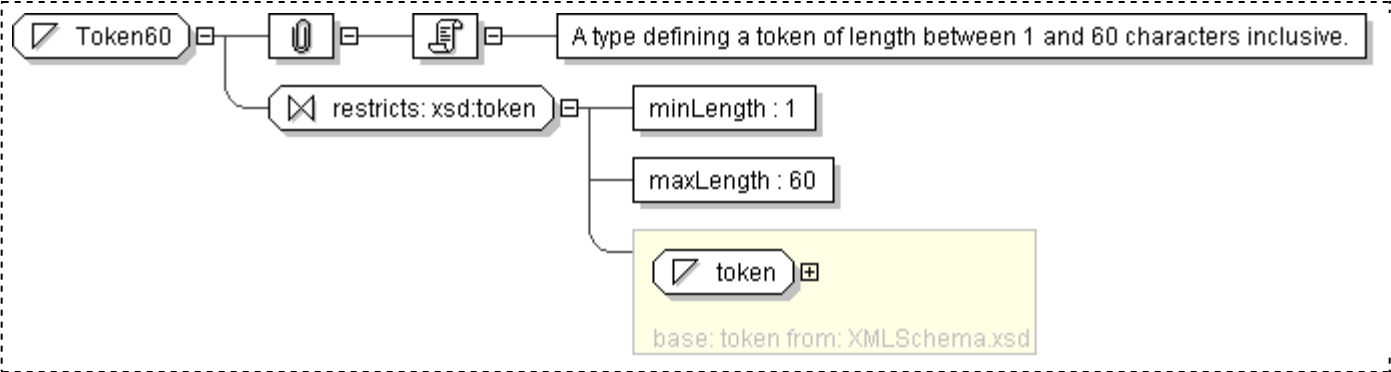 Token60
A type defining a token of length between 1 and 60 characters inclusive.
restricts: xsd:token
minLength : 1
maxLength : 60
token
base: token from: XMLSchema.xsd